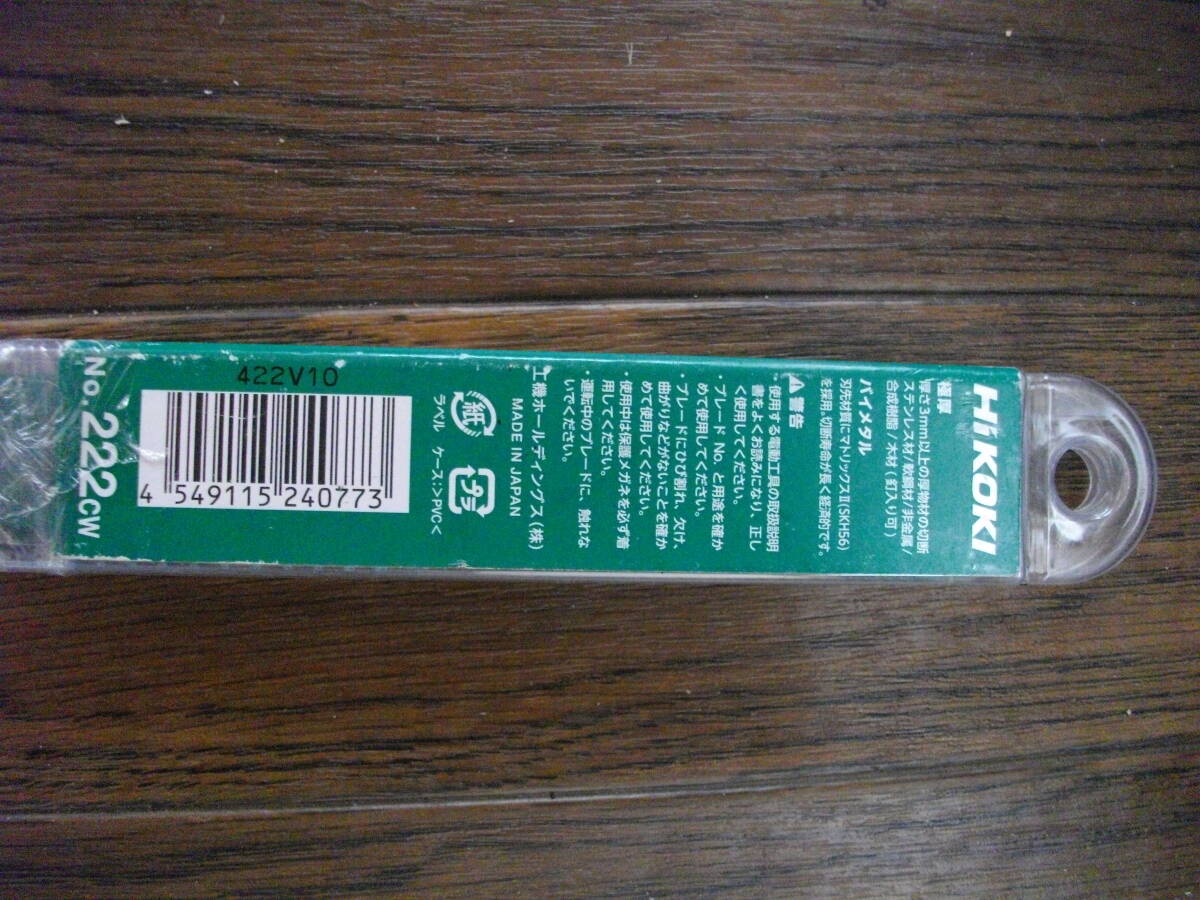 HiKOKI
極厚
厚さ3mm以上の厚物材の切断
ステンレス材/軟鋼材/非金属/
合成樹脂/木材(釘入り可)
バイメタル
刃先材質にマトリックスⅡ(SKH56)
を採用。切断寿命が長く経済的です。
警告
使用する電動工具の取扱説明
書をよくお読みになり、正し
く使用してください。
・ブレード No. と用途を確か
めて使用してください。
・ブレードにひび割れ、欠け、
曲がりなどがないことを確か
めて使用してください。
・使用中は保護メガネを必ず着
用してください。
・運転中のブレードに、触れな
いでください。
工機ホールディングス(株)
MADE IN JAPAN
紙
プラ
ラベル ケース:>PVC<
422V10
4 549115 240773
No. 222CW